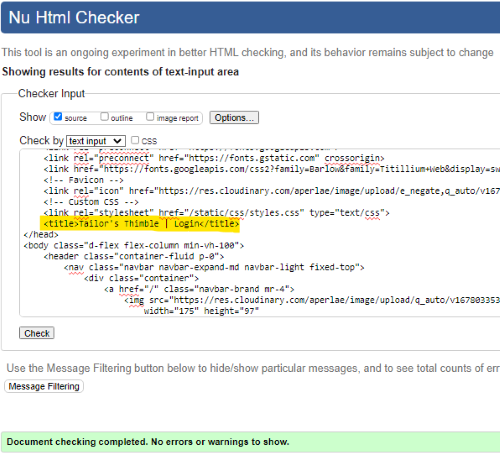 Nu Html Checker
This tool is an ongoing experiment in better HTML checking, and its behavior remains subject to change
Showing results for contents of text-input area
Checker Input
Show source outline image report Options...
Check by text input CSS
<link rel="preconnect" href="https://fonts.googleapis.com">
<link rel="preconnect" href="https://fonts.gstatic.com" crossorigin>
<link href="https://fonts.googleapis.com/css2?family=Barlow&family=Titillium+Web&display=sw
<!-- Favicon -->
<link rel="icon" href="https://res.cloudinary.com/aperlae/image/upload/e_negate,q_auto/v167
<!-- Custom CSS -->
<link rel="stylesheet" href="/static/css/styles.css" type="text/css">
<title>Tailor's Thimble | Login</title>
</head>
<body class="d-flex flex-column min-vh-100">
<header class="container-fluid p-0">
<nav class="navbar navbar-expand-md navbar-light fixed-top">
<div class="container">
<a href="/" class="navbar-brand mr-4">
<img src="https://res.cloudinary.com/aperlae/image/upload/q_auto/v167803353
width="175" height="97"
Check
Use the Message Filtering button below to hide/show particular messages, and to see total counts of err
Message Filtering
Document checking completed. No errors or warnings to show.